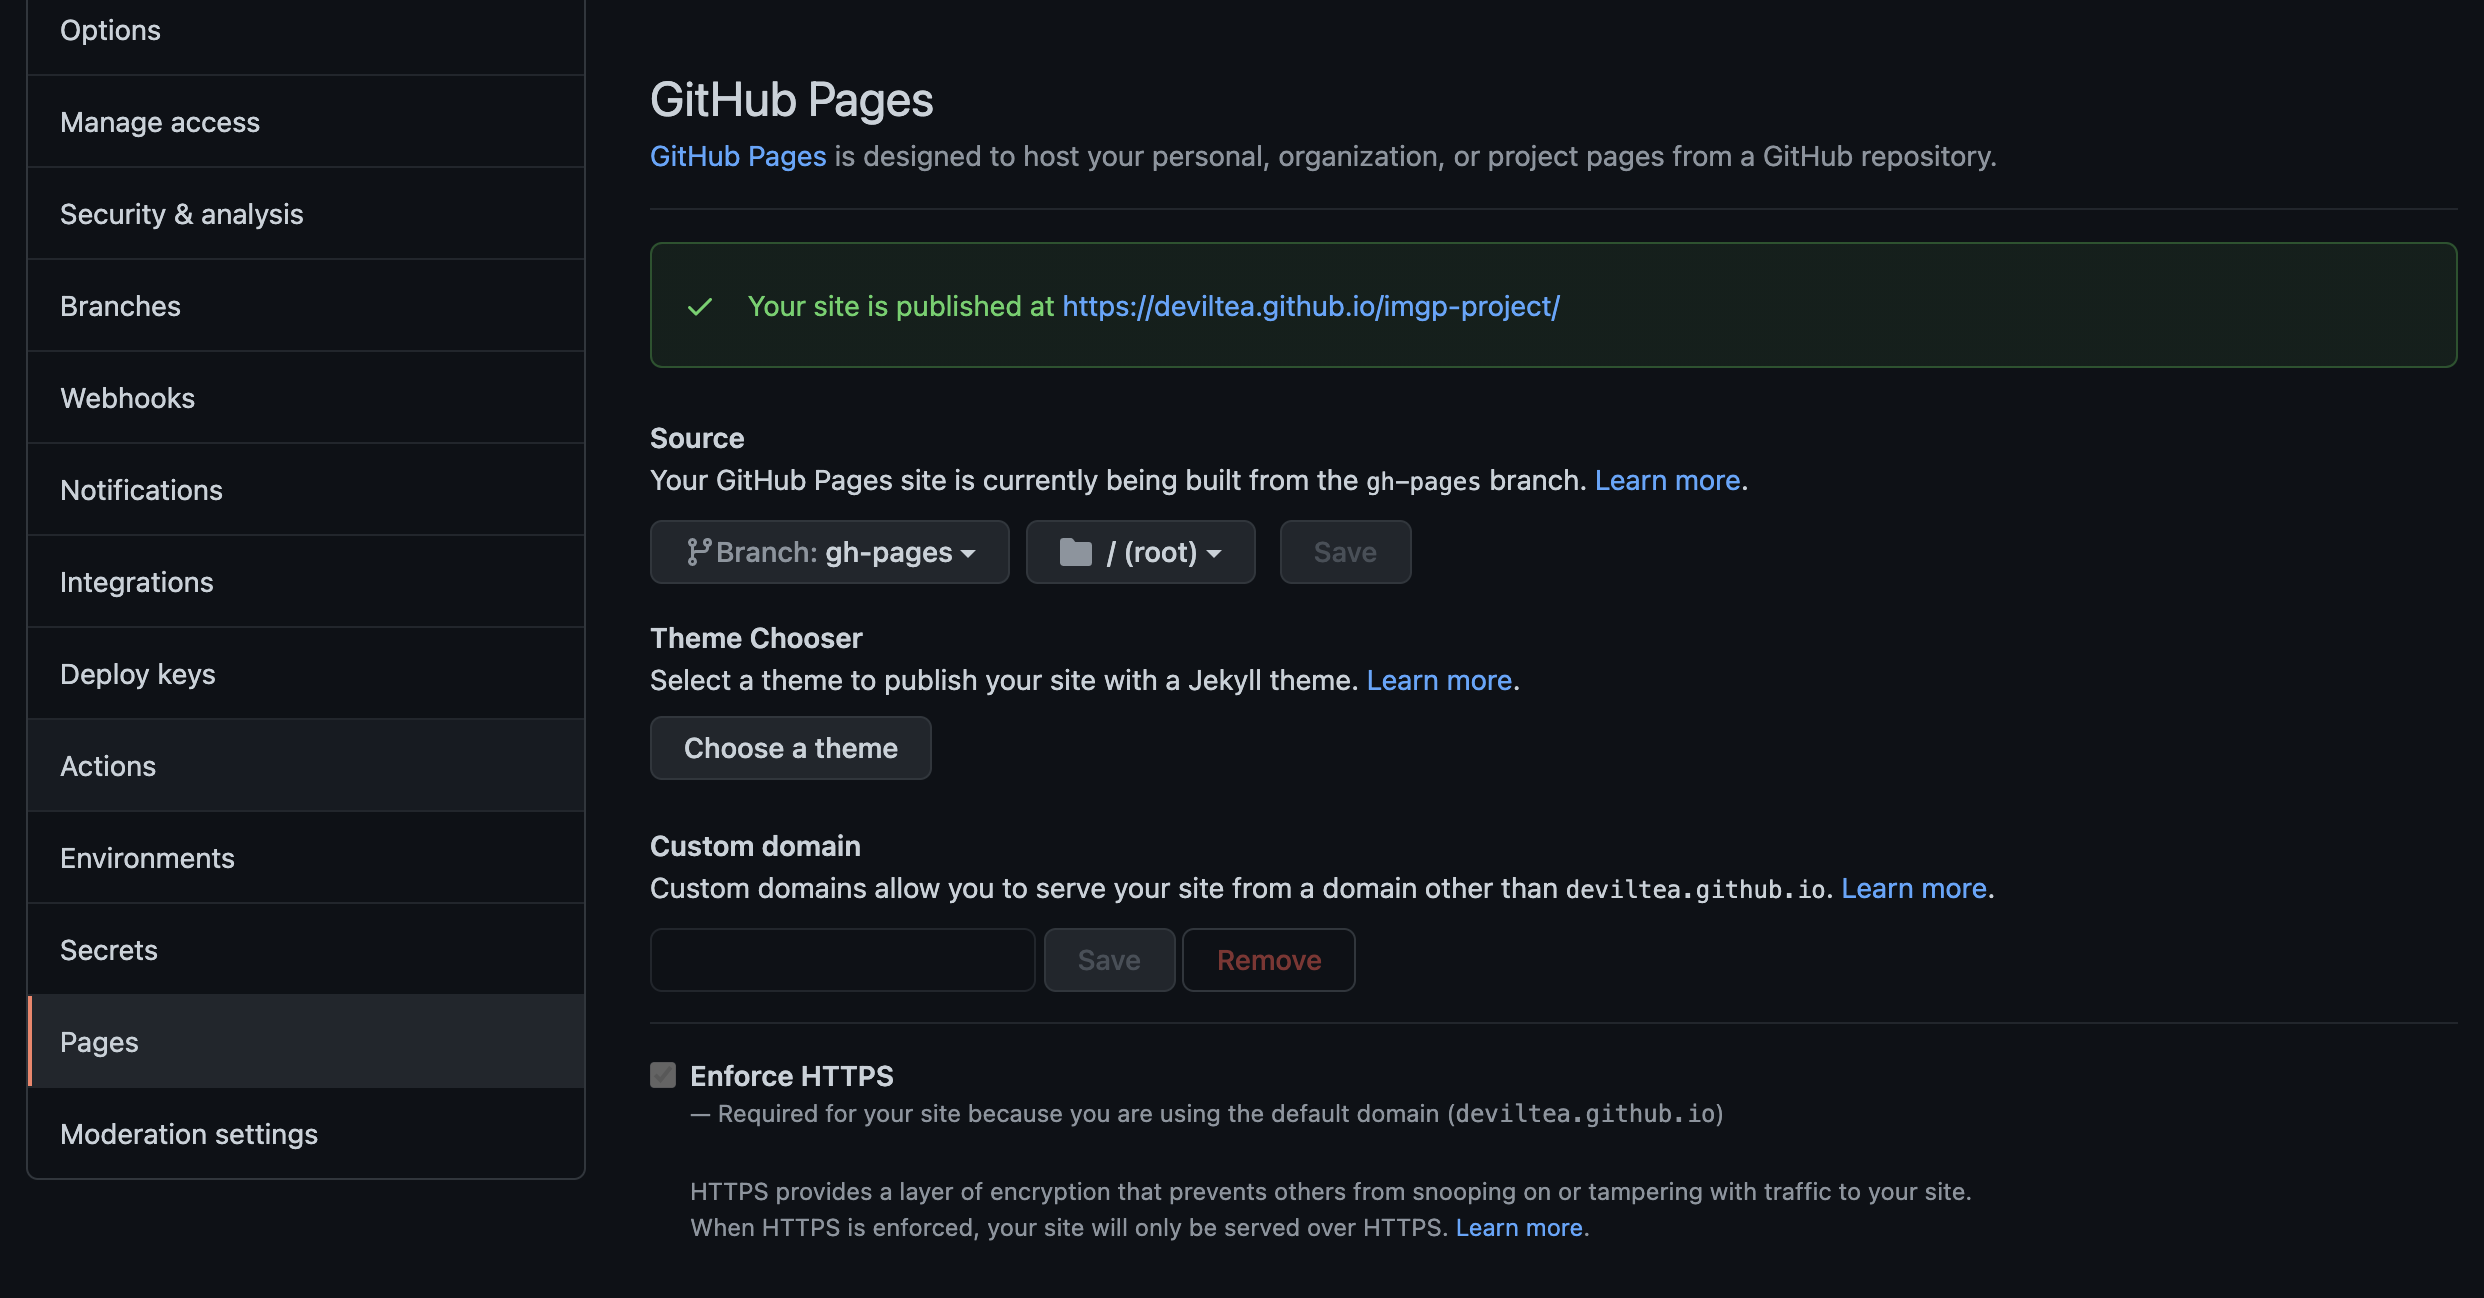 Options
Manage access
Security & analysis
Branches
Webhooks
Notifications
Integrations
Deploy keys
Actions
Environments
Secrets
Pages
Moderation settings
GitHub Pages
GitHub Pages is designed to host your personal, organization, or project pages from a GitHub repository.
Your site is published at https://deviltea.github.io/imgp-project/
Source
Your GitHub Pages site is currently being built from the gh-pages branch. Learn more.
Branch: gh-pages
/ (root)
Save
Theme Chooser
Select a theme to publish your site with a Jekyll theme. Learn more.
Choose a theme
Custom domain
Custom domains allow you to serve your site from a domain other than deviltea.github.io. Learn more.
Save
Remove
Enforce HTTPS
— Required for your site because you are using the default domain (deviltea.github.io)
HTTPS provides a layer of encryption that prevents others from snooping on or tampering with traffic to your site.
When HTTPS is enforced, your site will only be served over HTTPS. Learn more.